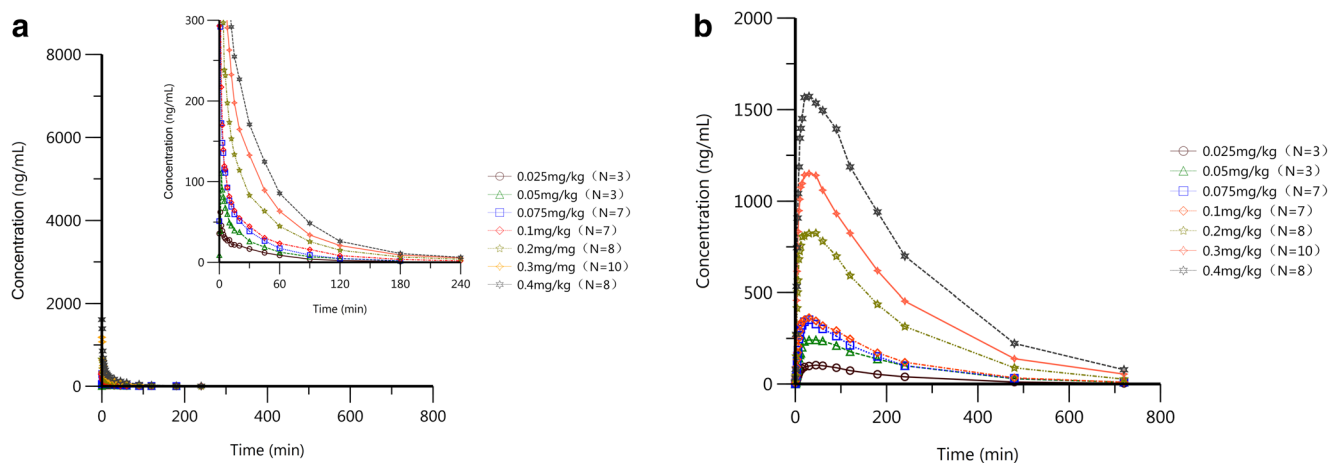 a
8000
6000
4000
2000
0
0 200 400 600 800
Concentration (ng/mL)
Time (min)
300
200
100
0
0 60 120 180 240
Concentration (ng/mL)
Time (min)
0.025mg/kg（N=3）
0.05mg/kg（N=3）
0.075mg/kg（N=7）
0.1mg/kg（N=7）
0.2mg/mg（N=8）
0.3mg/mg（N=10）
0.4mg/kg（N=8）
b
2000
1500
1000
500
0
0 200 400 600 800
Concentration (ng/mL)
Time (min)
0.025mg/kg（N=3）
0.05mg/kg（N=3）
0.075mg/kg（N=7）
0.1mg/kg（N=7）
0.2mg/kg（N=8）
0.3mg/kg（N=10）
0.4mg/kg（N=8）